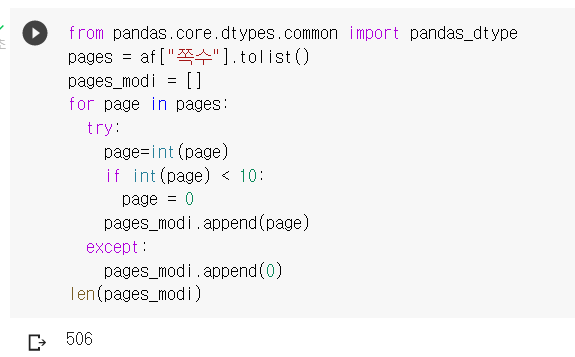 from pandas.core.dtypes.common import pandas_dtype
pages = af["쪽수"].tolist()
pages_modi = []
for page in pages:
  try:
    page=int(page)
    if int(page) < 10:
      page = 0
    pages_modi.append(page)
  except:
    pages_modi.append(0)
len(pages_modi)
506